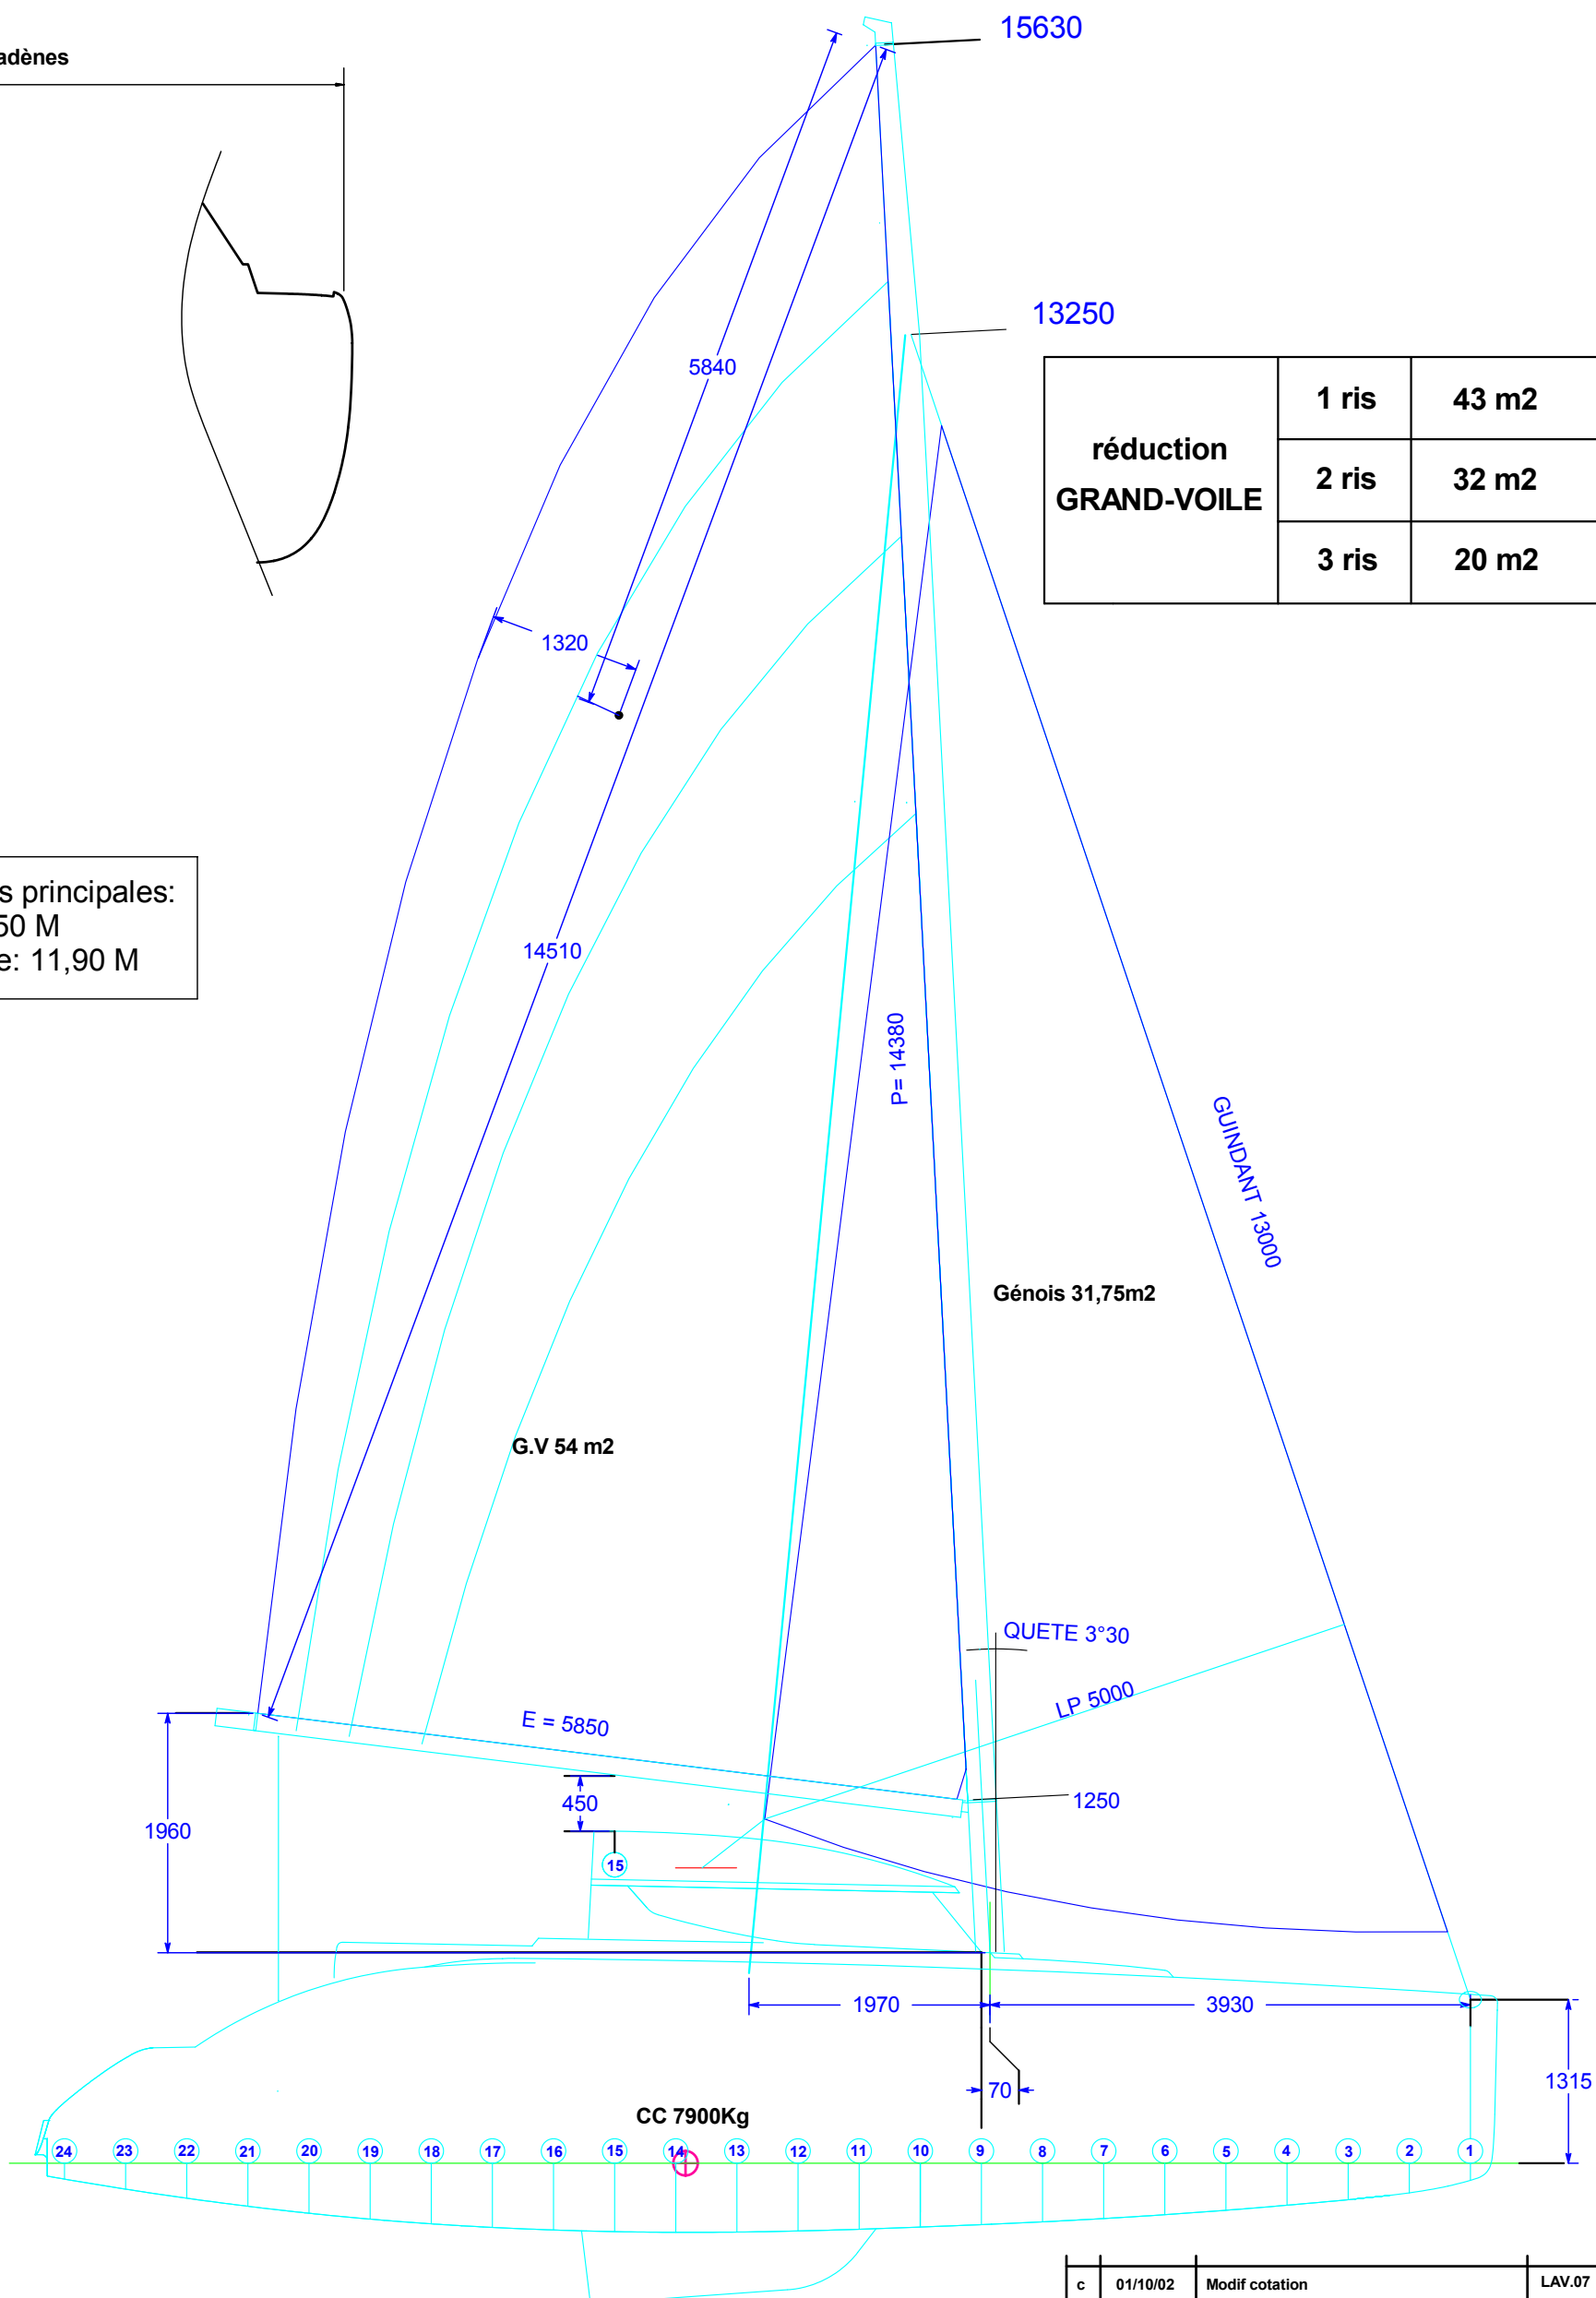 15630
adènes
13250
5840
réduction
GRAND-VOILE
1 ris
43 m2
2 ris
32 m2
3 ris
20 m2
1320
s principales:
50 M
e: 11,90 M
14510
P= 14380
GUINDANT 13000
Génois 31,75m2
G.V 54 m2
QUETE 3°30
LP 5000
E = 5850
450
1250
1960
15
1970
3930
70
1315
CC 7900Kg
24
23
22
21
20
19
18
17
16
15
14
13
12
11
10
9
8
7
6
5
4
3
2
1
c
01/10/02
Modif cotation
LAV.07